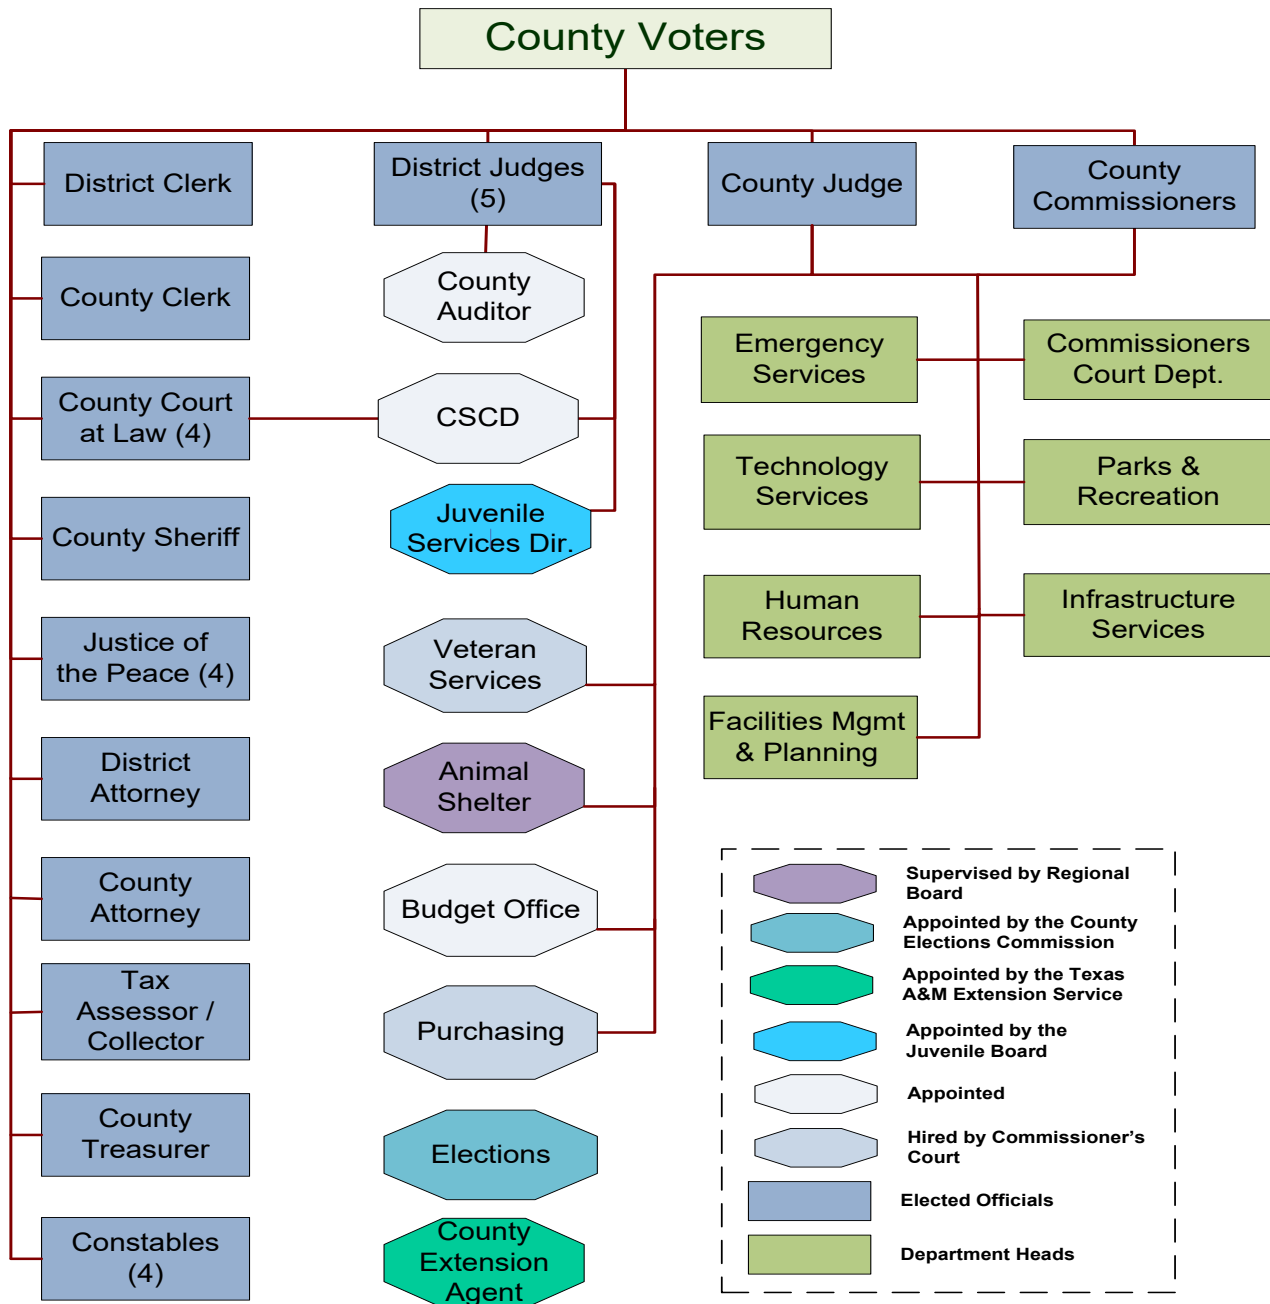 County Voters
District Clerk
District Judges
(5)
County Judge
County
Commissioners
County Clerk
County
Auditor
Emergency
Services
Commissioners
Court Dept.
County Court
at Law (4)
CSCD
Technology
Services
Parks &
Recreation
County Sheriff
Juvenile
Services Dir.
Human
Resources
Infrastructure
Services
Justice of
the Peace (4)
Veteran
Services
Facilities Mgmt
& Planning
District
Attorney
Animal
Shelter
County
Attorney
Budget Office
Tax
Assessor /
Collector
Purchasing
County
Treasurer
Elections
Constables
(4)
County
Extension
Agent
Supervised by Regional
Board
Appointed by the County
Elections Commission
Appointed by the Texas
A&M Extension Service
Appointed by the
Juvenile Board
Appointed
Hired by Commissioner’s
Court
Elected Officials
Department Heads